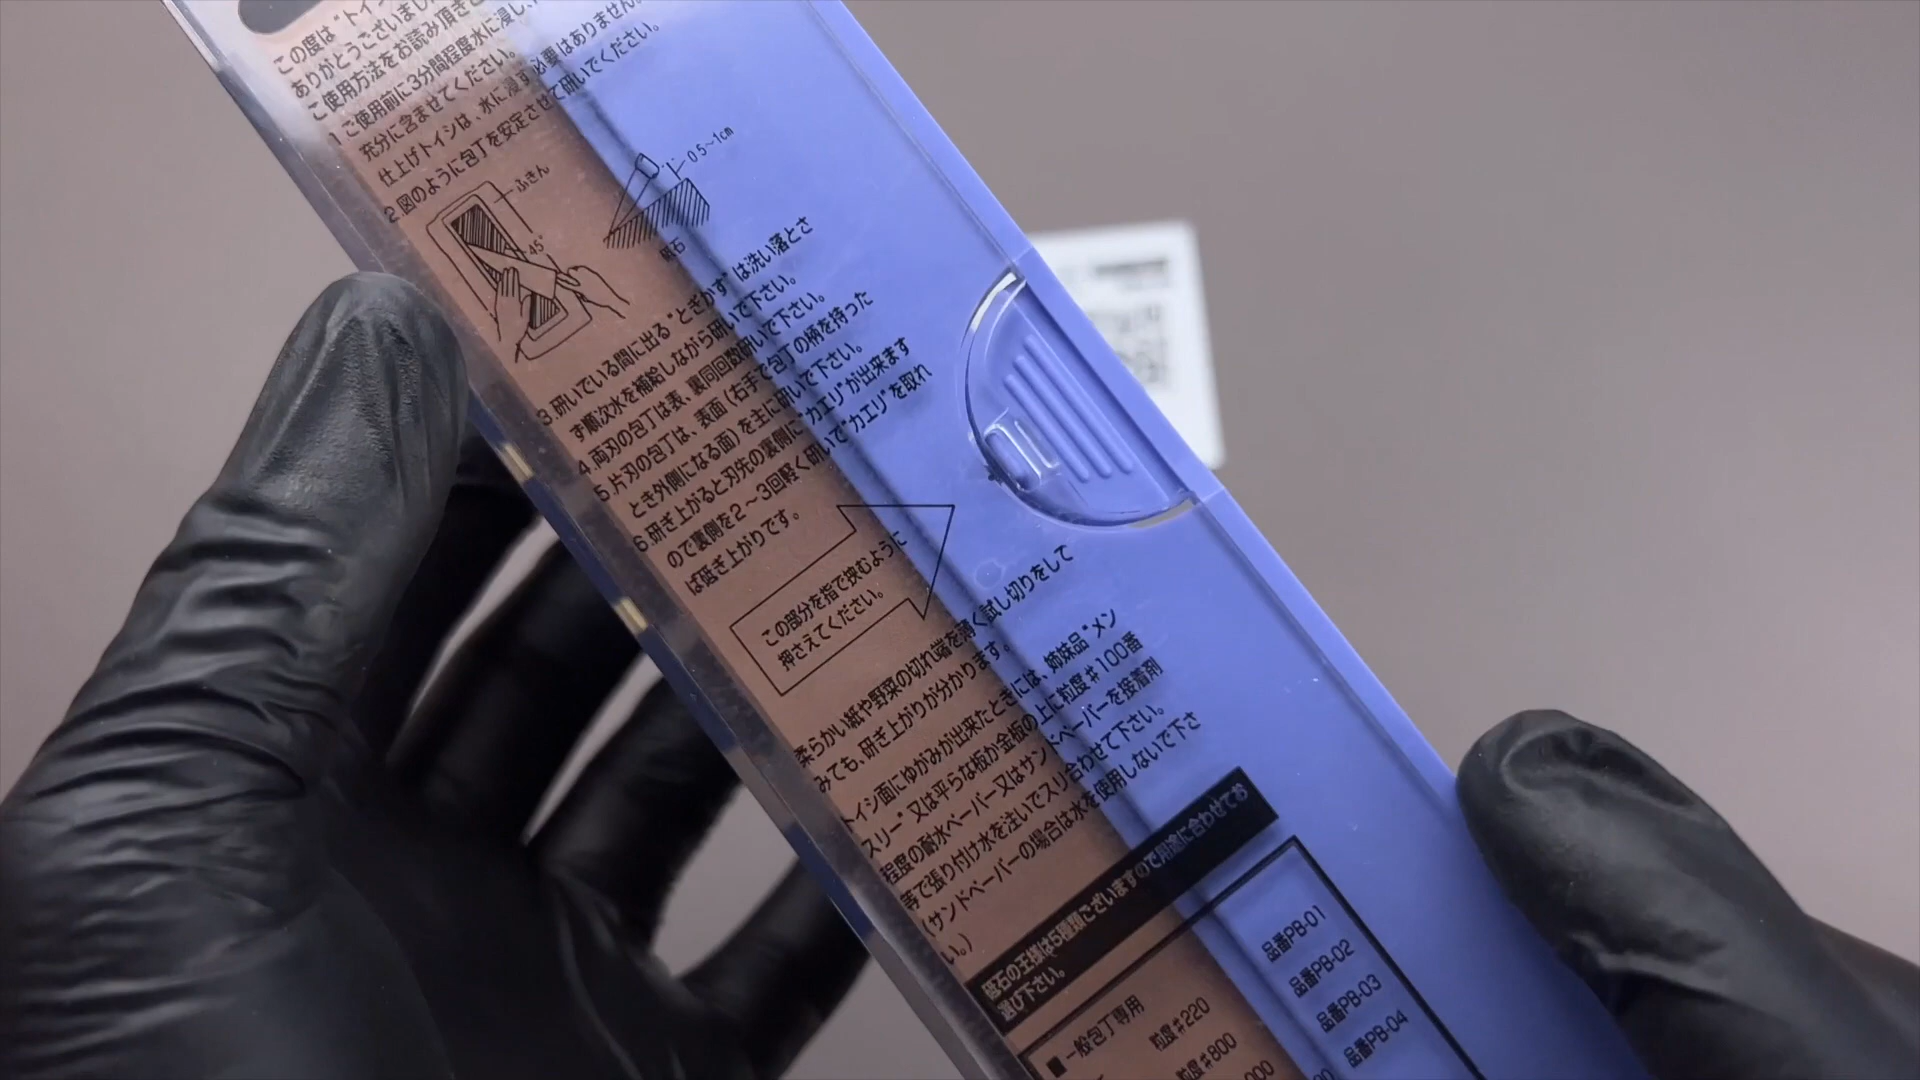 この度は"トイシ
ありがとうございまし
ご使用方法をお読み頂き
1.ご使用前に3分間程度水に浸し、
充分に含ませてください。
仕上げトイシは、水に浸す必要はありません。
2.図のように包丁を安定させて研いでください。
ふきん
45°
0.5~1cm
砥石
3.研いでいる間に出る"とぎかす"は洗い落とさ
ず順次水を補給しながら研いで下さい。
4.両刃の包丁は表、裏同回数研いで下さい。
5.片刃の包丁は、表面(右手で包丁の柄を持った
とき外側になる面)を主に研いで下さい。
6.研ぎ上がると刃先の裏側に"カエリ"が出来ます
ので裏側を2~3回軽く研いで"カエリ"を取れ
ば砥ぎ上がりです。
この部分を指で挟むように
押さえてください。
柔らかい紙や野菜の切れ端を薄く試し切りをして
みても、研ぎ上がりが分かります。
トイシ面にゆがみが出来たときには、姉妹品"メン
スリー"又は平らな板か金板の上に粒度#100番
程度の耐水ペーパー又はサンドペーパーを接着剤
等で張り付け水を注いでスリ合わせて下さい。
(サンドペーパーの場合は水を使用しないで下さ
い。)
砥石の王様は5種類ございますので用途に合わせてお
選び下さい。
■一般包丁専用
粒度#220 品番PB-01
粒度#800 品番PB-02
000 品番PB-03
00 品番PB-04